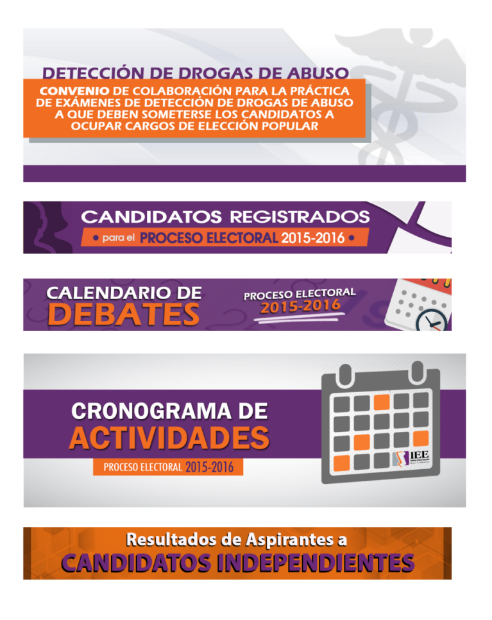 DETECCIÓN DE DROGAS DE ABUSO
CONVENIO DE COLABORACIÓN PARA LA PRÁCTICA
DE EXÁMENES DE DETECCIÓN DE DROGAS DE ABUSO
A QUE DEBEN SOMETERSE LOS CANDIDATOS A
OCUPAR CARGOS DE ELECCIÓN POPULAR
CANDIDATOS REGISTRADOS
• para el PROCESO ELECTORAL 2015-2016 •
CALENDARIO DE
DEBATES
PROCESO ELECTORAL
2015-2016
CRONOGRAMA DE
ACTIVIDADES
PROCESO ELECTORAL 2015-2016
IEE
Resultados de Aspirantes a
CANDIDATOS INDEPENDIENTES